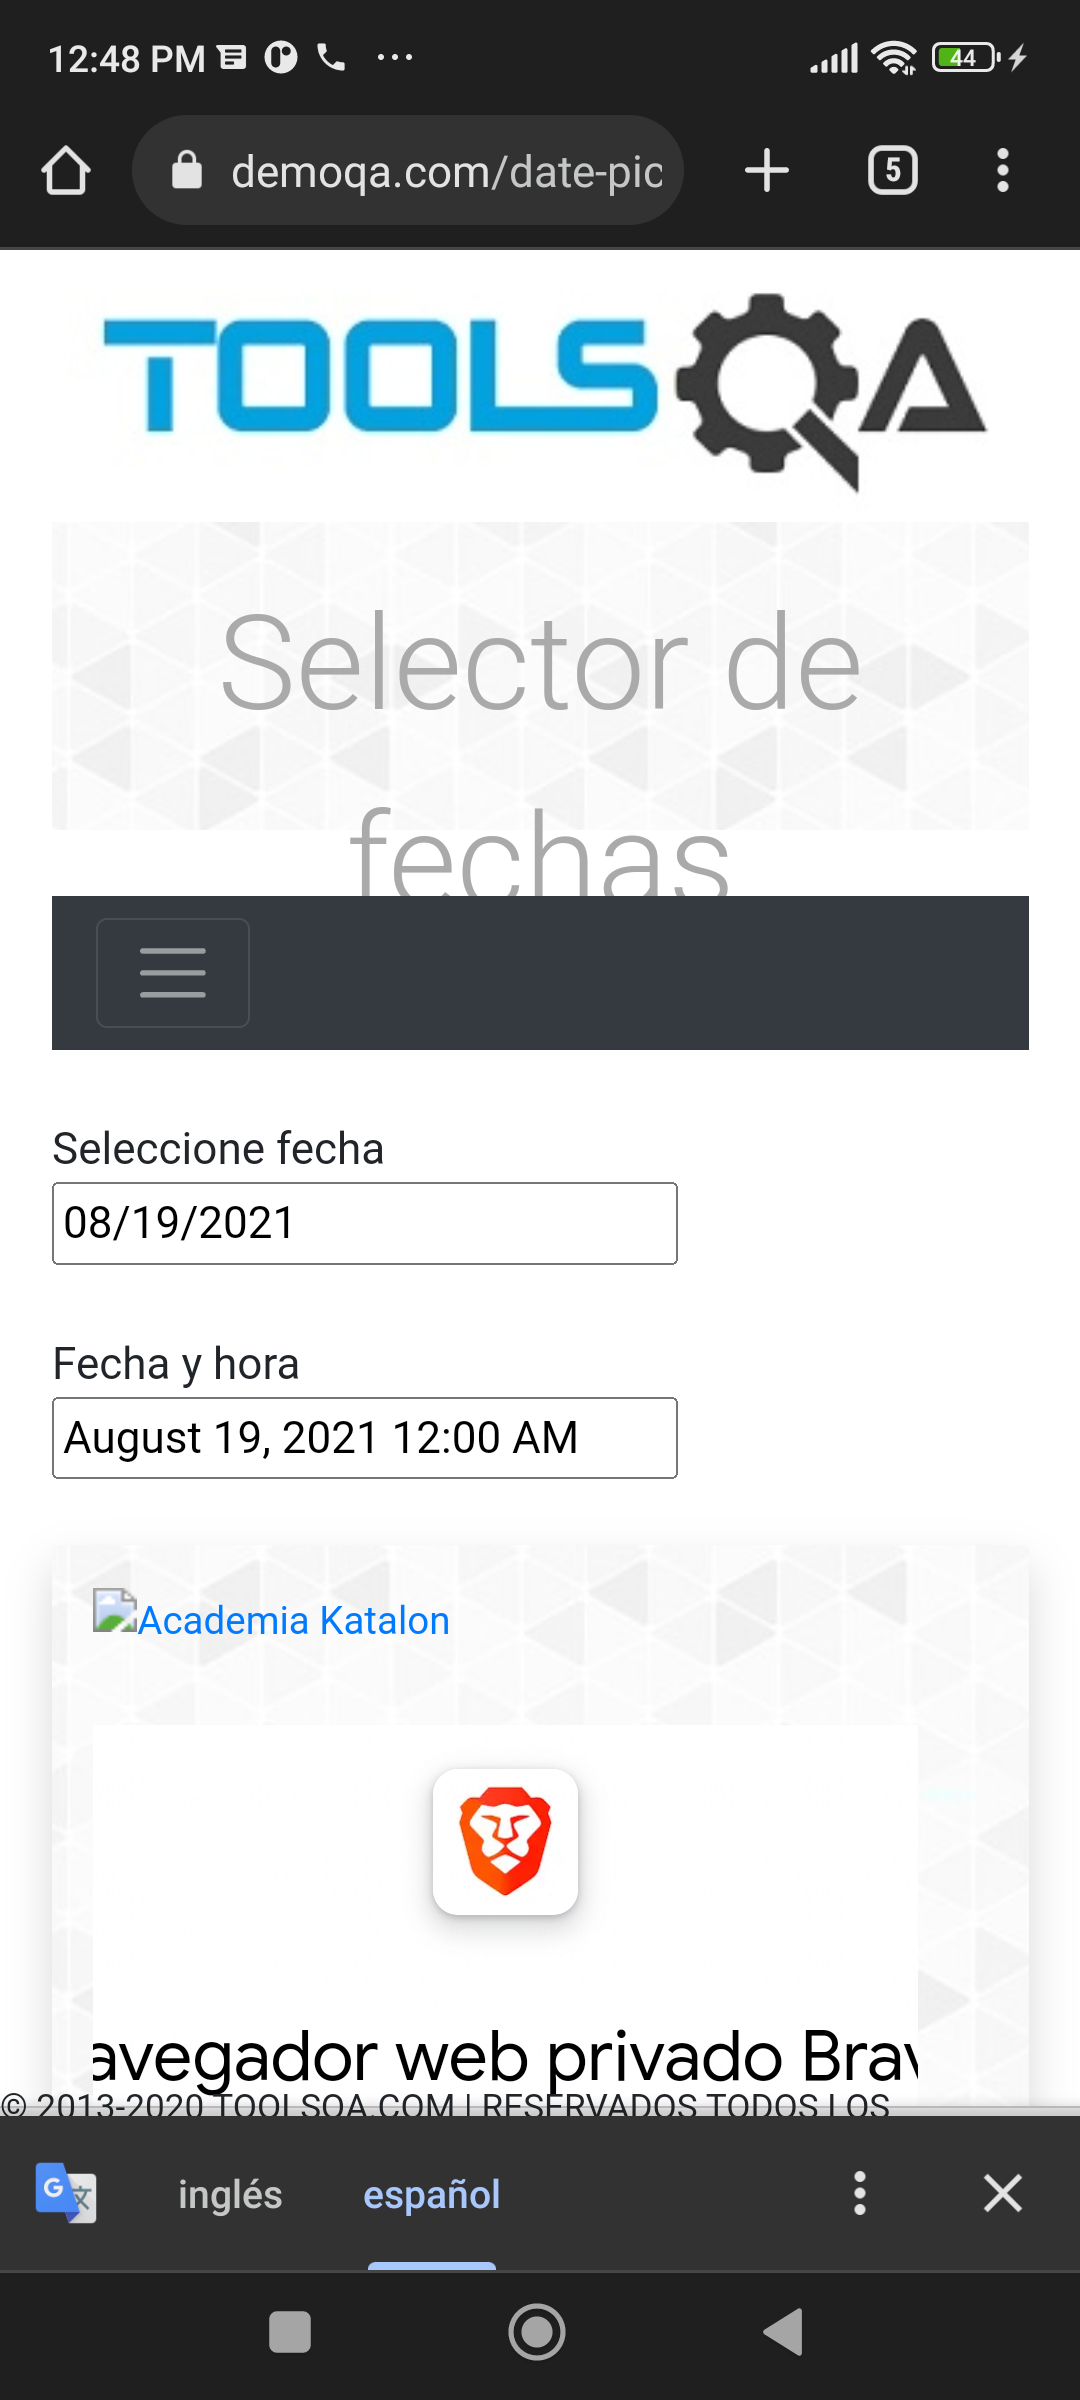 12:48 PM
44
demoqa.com/date-pic
5
TOOLSQA
Selector de
fechas
Seleccione fecha
08/19/2021
Fecha y hora
August 19, 2021 12:00 AM
Academia Katalon
avegador web privado Brav
© 2013-2020 TOOLSQA.COM | RESERVADOS TODOS LOS
inglés
español